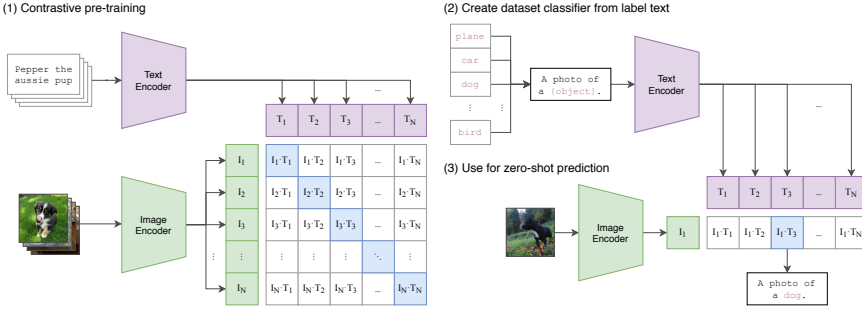 (1) Contrastive pre-training
Pepper the
aussie pup
Text
Encoder
...
T1 T2 T3 ... TN
I1 I1·T1 I1·T2 I1·T3 ... I1·TN
I2 I2·T1 I2·T2 I2·T3 ... I2·TN
Image
Encoder
I3 I3·T1 I3·T2 I3·T3 ... I3·TN
⋮ ⋮ ⋮ ⋮ ⋱ ⋮
IN IN·T1 IN·T2 IN·T3 ... IN·TN
(2) Create dataset classifier from label text
plane
car
dog
⋮ ⋮
bird
A photo of
a {object}.
Text
Encoder
...
(3) Use for zero-shot prediction
T1 T2 T3 ... TN
Image
Encoder
I1 I1·T1 I1·T2 I1·T3 ... I1·TN
A photo of
a dog.